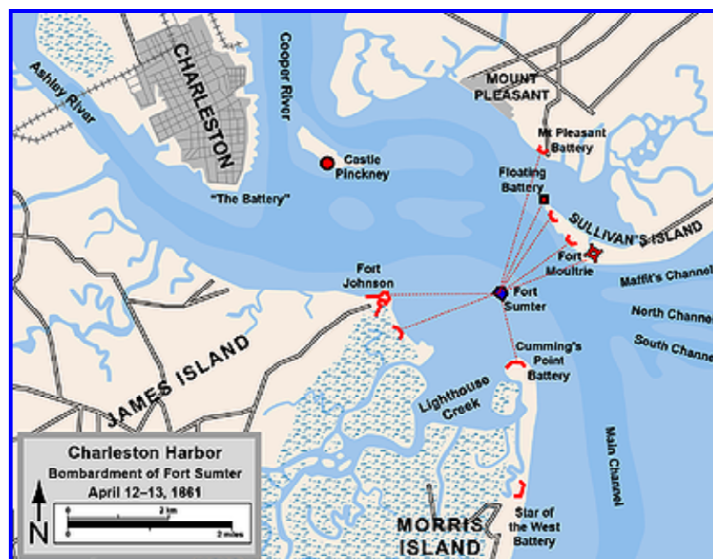 Ashley River
CHARLESTON
Cooper River
MOUNT
PLEASANT
Mt Pleasant
Battery
Castle
Pinckney
Floating
Battery
"The Battery"
SULLIVAN'S ISLAND
Fort
Moultrie
Fort
Johnson
Fort
Sumter
Maffit's Channel
North Channel
South Channel
Cumming's
Point
Battery
JAMES ISLAND
Lighthouse
Creek
Main Channel
Charleston Harbor
Bombardment of Fort Sumter
April 12–13, 1861
2 km
2 miles
N
Star of
the West
Battery
MORRIS
ISLAND